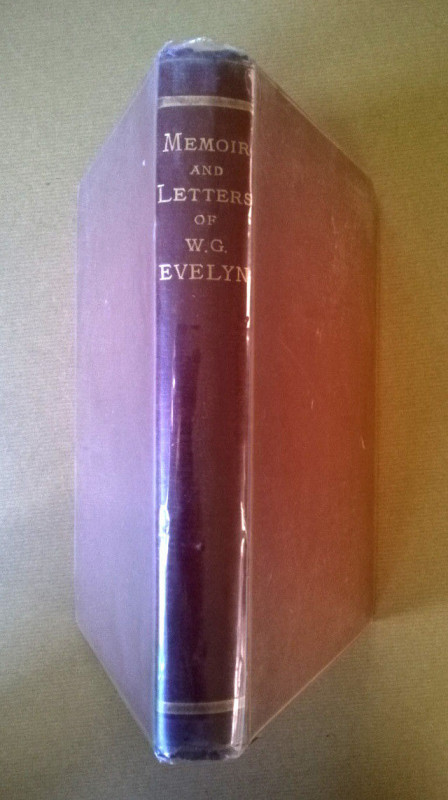 MEMOIR
AND
LETTERS
OF
W.G.
EVELYN